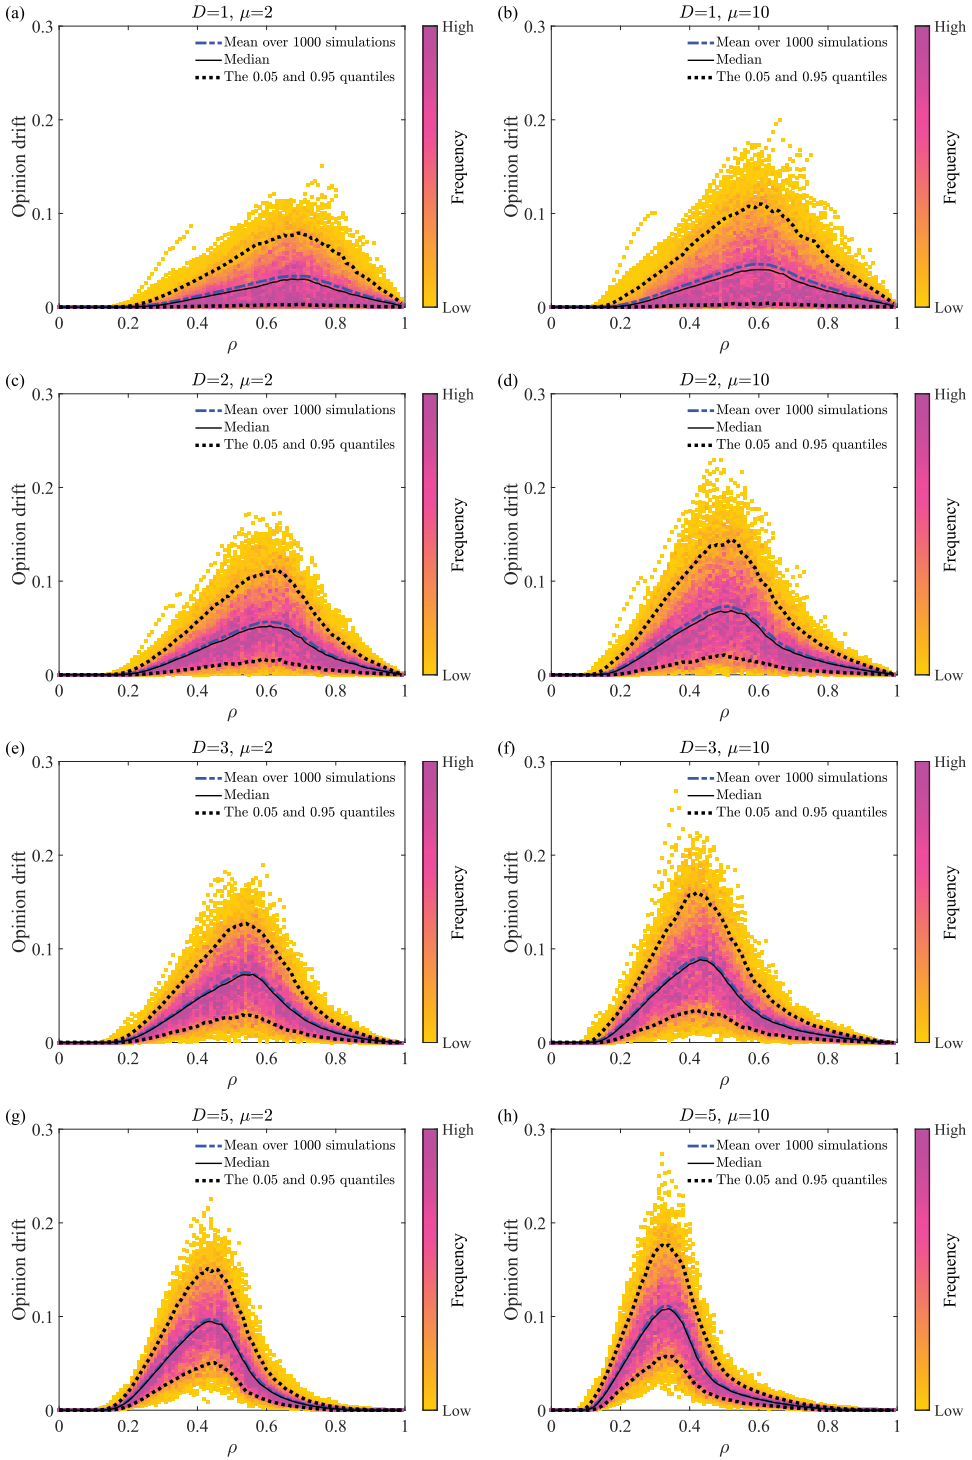 (a) D=1, μ=2
0.3
0.2
0.1
0
Opinion drift
Mean over 1000 simulations
Median
The 0.05 and 0.95 quantiles
0 0.2 0.4 0.6 0.8 1
ρ
High
Frequency
Low
(b) D=1, μ=10
0.3
0.2
0.1
0
Opinion drift
Mean over 1000 simulations
Median
The 0.05 and 0.95 quantiles
0 0.2 0.4 0.6 0.8 1
ρ
High
Frequency
Low
(c) D=2, μ=2
0.3
0.2
0.1
0
Opinion drift
Mean over 1000 simulations
Median
The 0.05 and 0.95 quantiles
0 0.2 0.4 0.6 0.8 1
ρ
High
Frequency
Low
(d) D=2, μ=10
0.3
0.2
0.1
0
Opinion drift
Mean over 1000 simulations
Median
The 0.05 and 0.95 quantiles
0 0.2 0.4 0.6 0.8 1
ρ
High
Frequency
Low
(e) D=3, μ=2
0.3
0.2
0.1
0
Opinion drift
Mean over 1000 simulations
Median
The 0.05 and 0.95 quantiles
0 0.2 0.4 0.6 0.8 1
ρ
High
Frequency
Low
(f) D=3, μ=10
0.3
0.2
0.1
0
Opinion drift
Mean over 1000 simulations
Median
The 0.05 and 0.95 quantiles
0 0.2 0.4 0.6 0.8 1
ρ
High
Frequency
Low
(g) D=5, μ=2
0.3
0.2
0.1
0
Opinion drift
Mean over 1000 simulations
Median
The 0.05 and 0.95 quantiles
0 0.2 0.4 0.6 0.8 1
ρ
High
Frequency
Low
(h) D=5, μ=10
0.3
0.2
0.1
0
Opinion drift
Mean over 1000 simulations
Median
The 0.05 and 0.95 quantiles
0 0.2 0.4 0.6 0.8 1
ρ
High
Frequency
Low